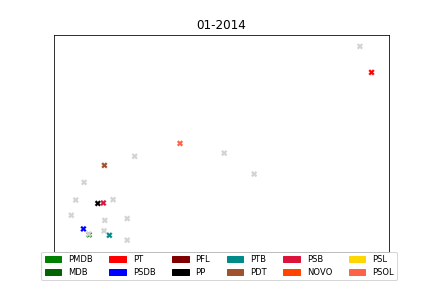 01-2014
PMDB PT PFL PTB PSB PSL
MDB PSDB PP PDT NOVO PSOL